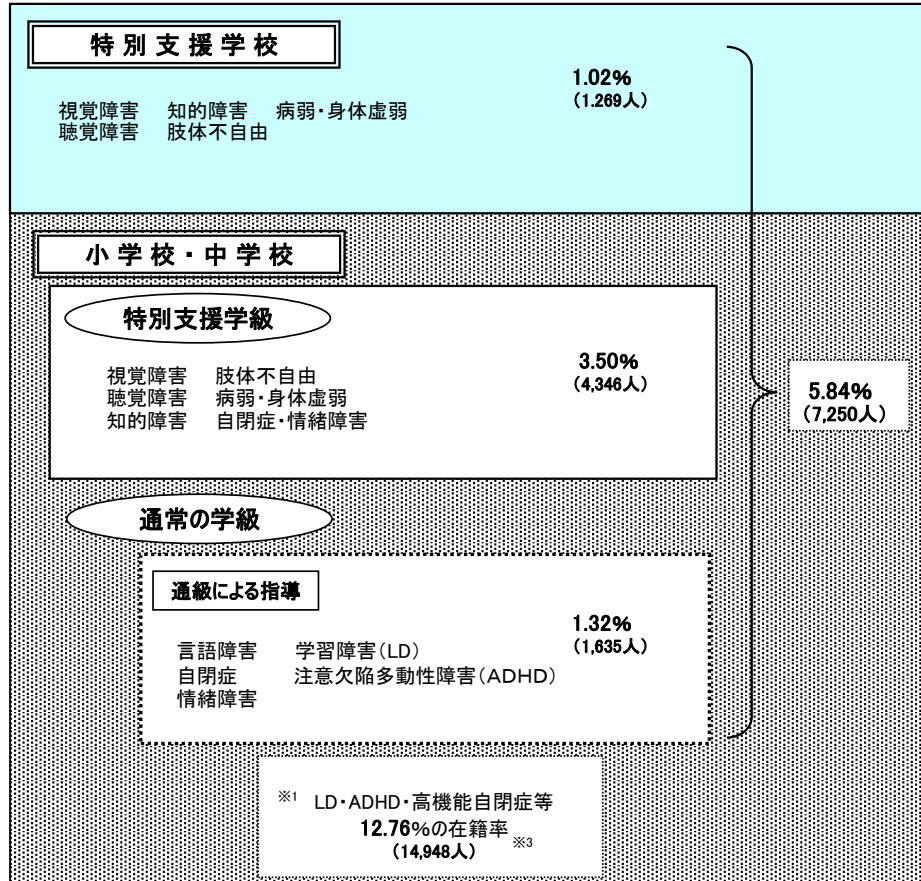 特別支援学校
1.02%
（1.269人）
視覚障害　知的障害　病弱・身体虚弱
聴覚障害　肢体不自由
小学校・中学校
特別支援学級
3.50%
（4,346人）
視覚障害　肢体不自由
聴覚障害　病弱・身体虚弱
知的障害　自閉症・情緒障害
5.84%
（7,250人）
通常の学級
通級による指導
1.32%
（1,635人）
言語障害　学習障害（LD）
自閉症　注意欠陥多動性障害（ADHD）
情緒障害
※1　LD・ADHD・高機能自閉症等
12.76%の在籍率
（14,948人）※3